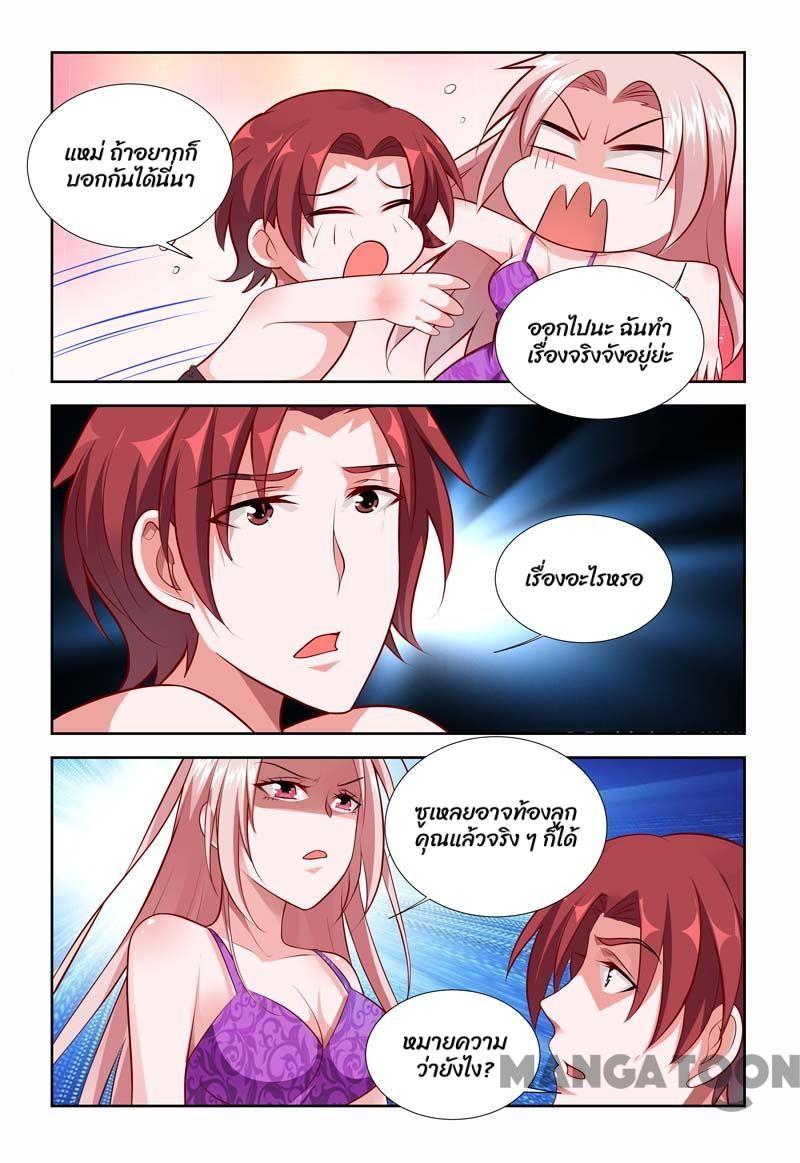 แหม่ ถ้าอยากก็
บอกกันได้นี่นา
ออกไปนะ ฉันทำ
เรื่องจริงจังอยู่ย่ะ
เรื่องอะไรหรอ
ซูเหลยอาจท้องลูก
คุณแล้วจริง ๆ ก็ได้
หมายความ
ว่ายังไง?
MANGATOON